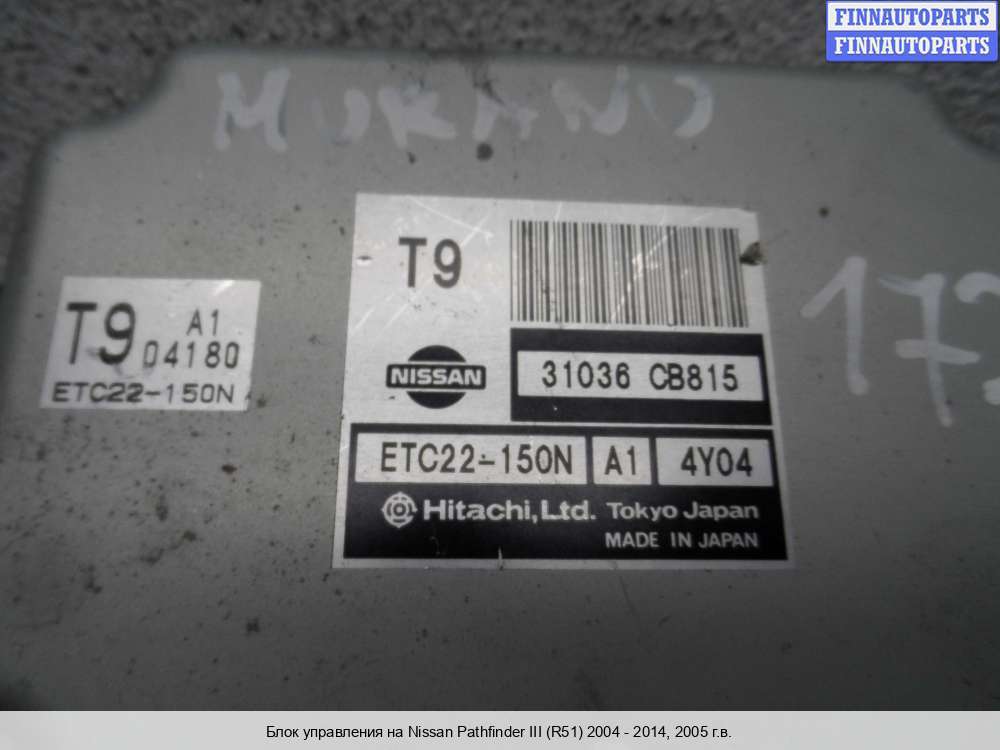 FINNAUTOPARTS
FINNAUTOPARTS
MURANO
T9
T9 A1
04180
ETC22-150N
NISSAN
31036 CB815
ETC22-150N A1 4Y04
Hitachi, Ltd. Tokyo Japan
MADE IN JAPAN
Блок управления на Nissan Pathfinder III (R51) 2004 - 2014, 2005 г.в.